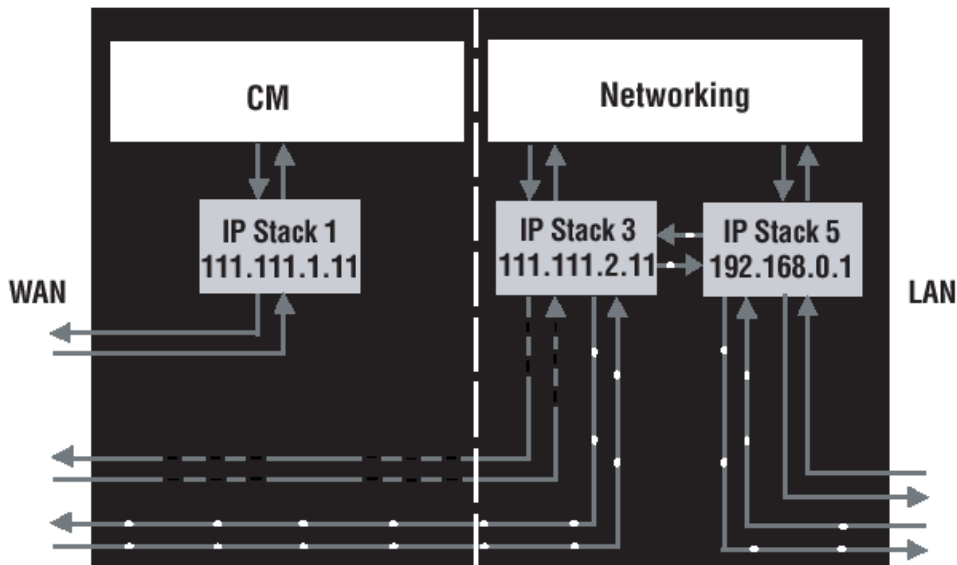 CM
Networking
IP Stack 1
111.111.1.11
IP Stack 3
111.111.2.11
IP Stack 5
192.168.0.1
WAN
LAN